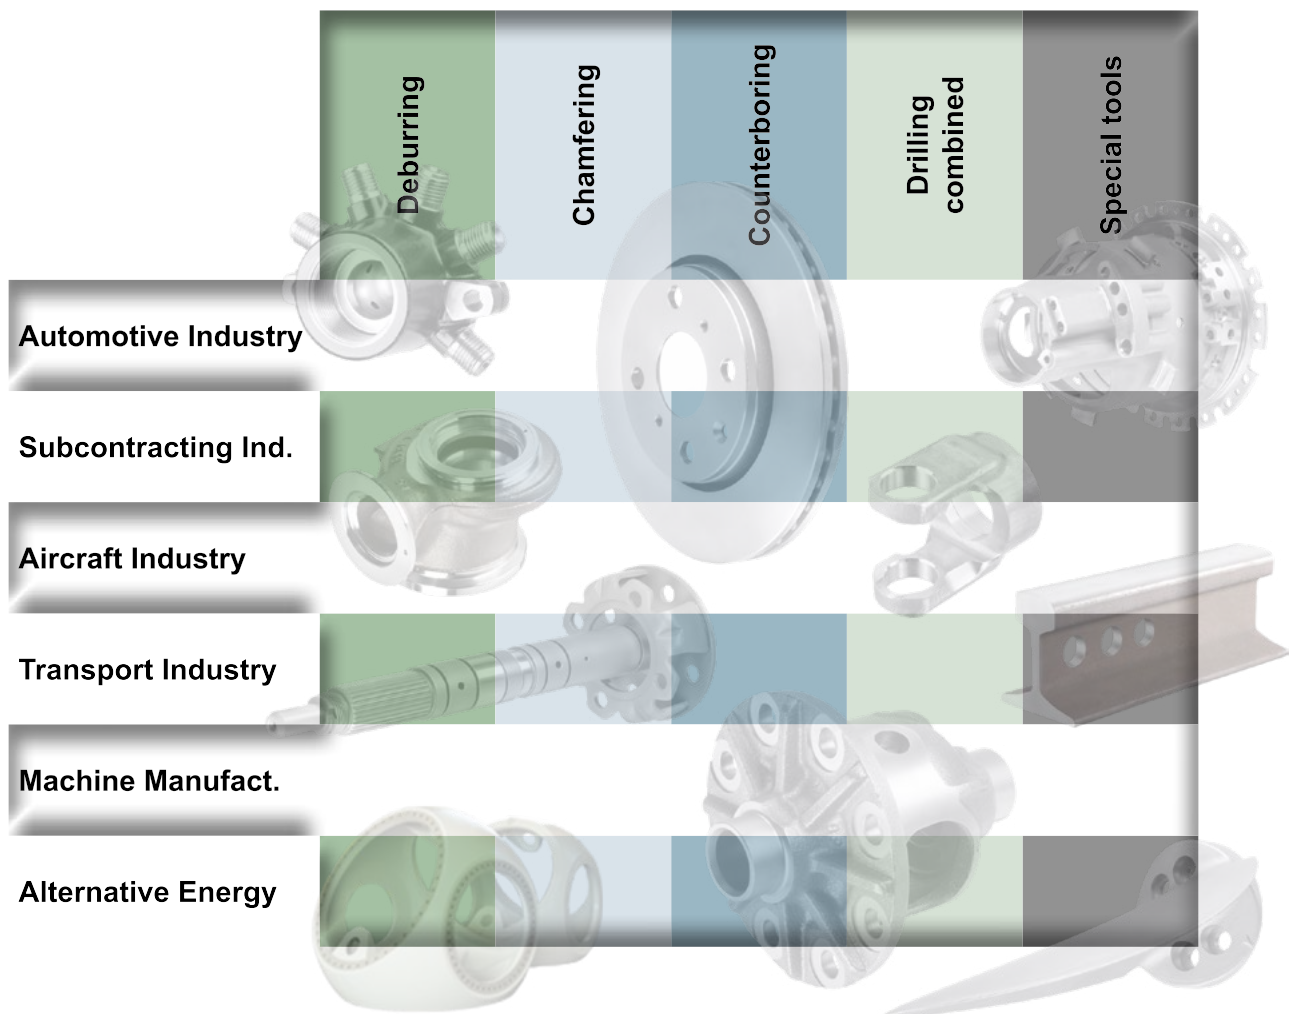 Deburring
Chamfering
Counterboring
Drilling
combined
Special tools
Automotive Industry
Subcontracting Ind.
Aircraft Industry
Transport Industry
Machine Manufact.
Alternative Energy